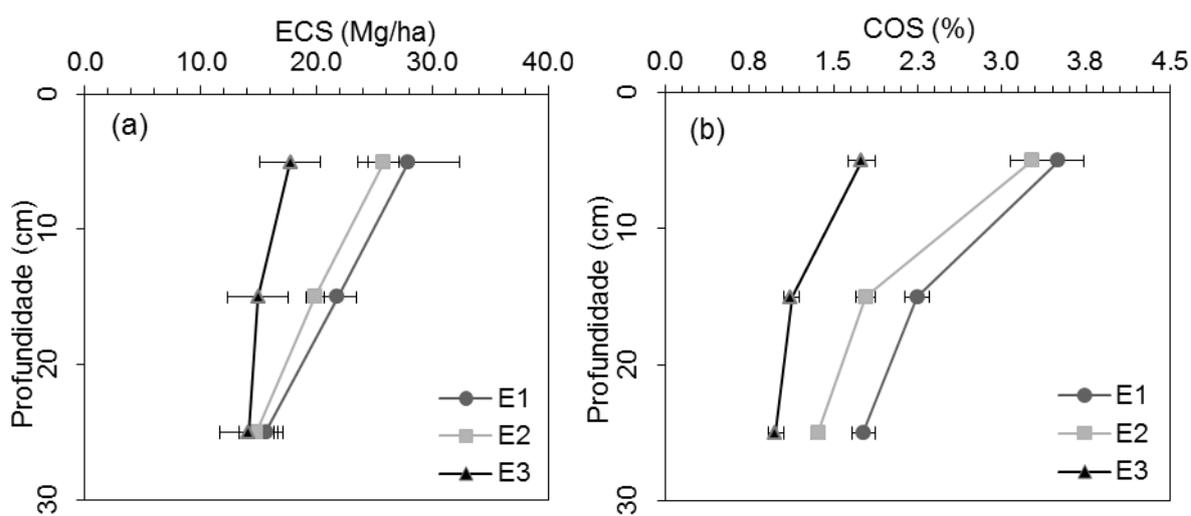 ECS (Mg/ha)
0.0 10.0 20.0 30.0 40.0
(a)
Profundidade (cm)
0
10
20
30
E1
E2
E3
COS (%)
0.0 0.8 1.5 2.3 3.0 3.8 4.5
(b)
Profundidade (cm)
0
10
20
30
E1
E2
E3